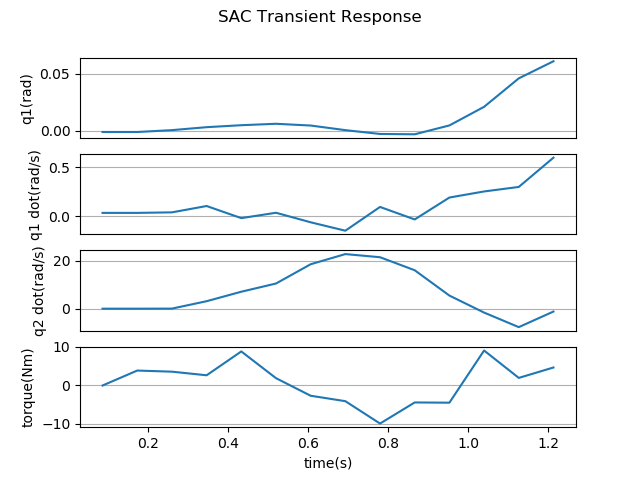 SAC Transient Response
0.05
0.00
q1(rad)
0.5
0.0
q1 dot(rad/s)
20
0
q2 dot(rad/s)
10
0
−10
torque(Nm)
0.2 0.4 0.6 0.8 1.0 1.2
time(s)